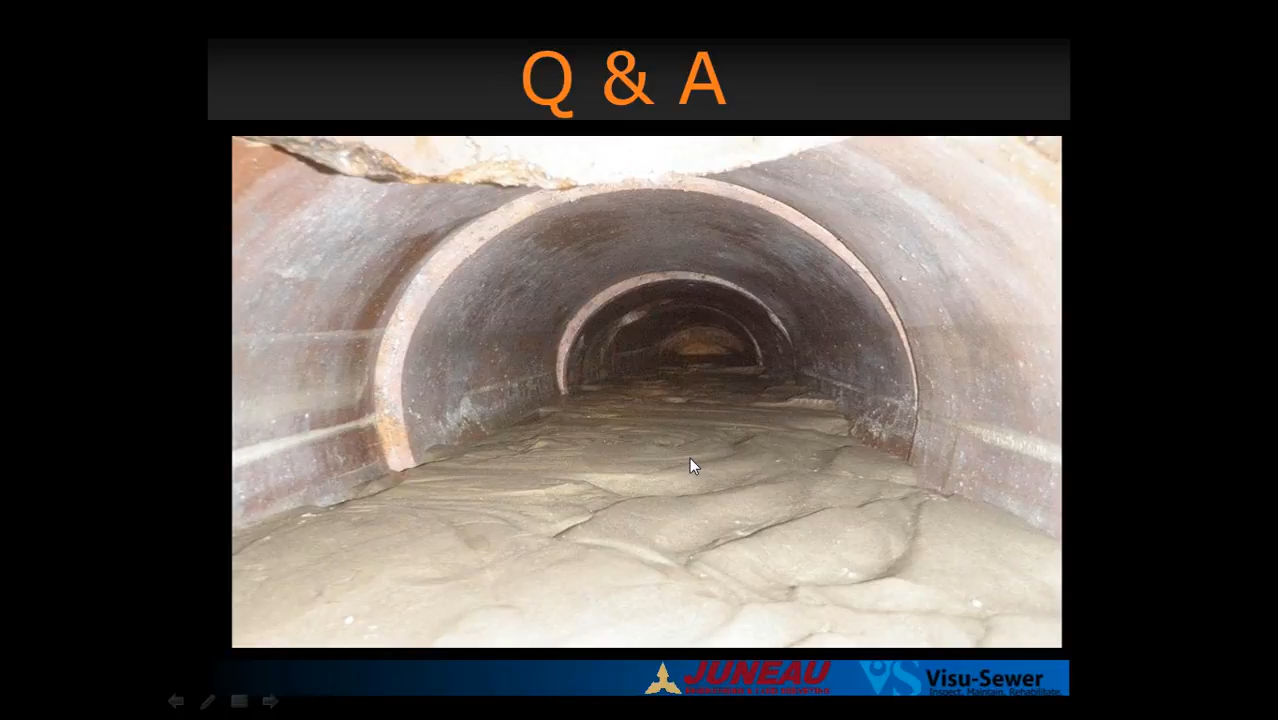 Q & A
JUNEAU
Visu-Sewer
Inspect. Maintain. Rehabilitate.